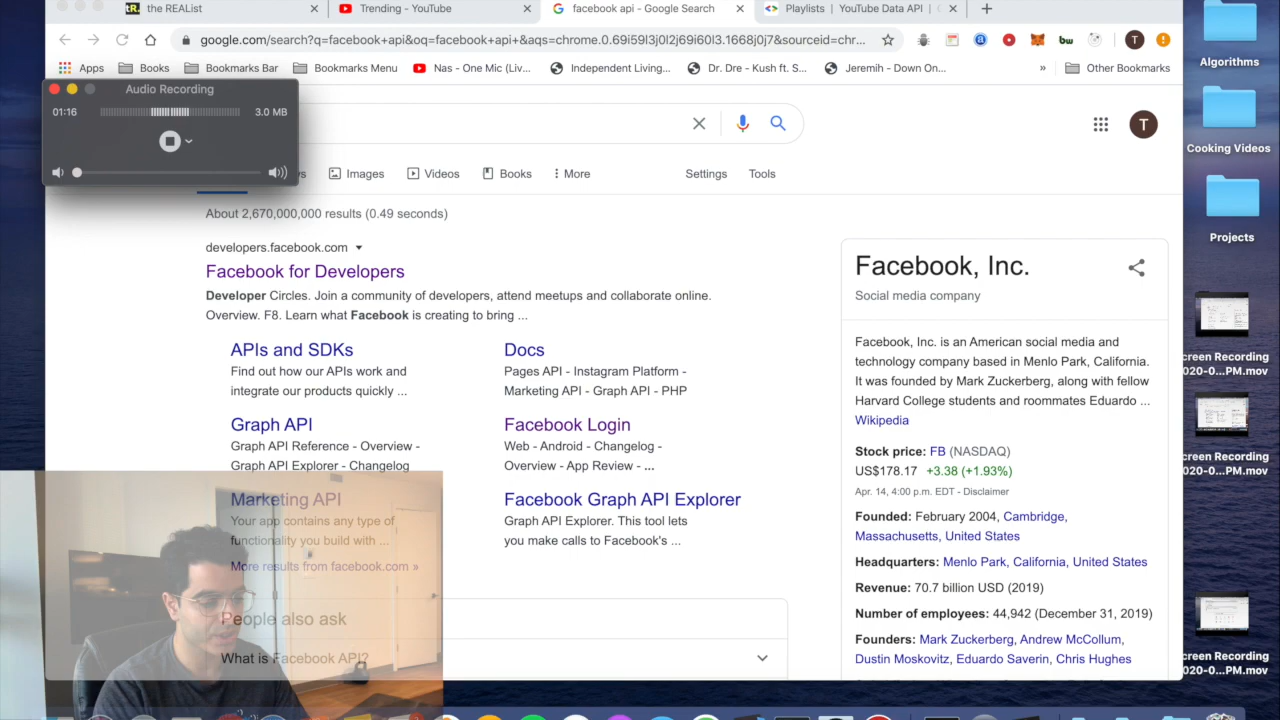 the REAList
Trending - YouTube
facebook api - Google Search
Playlists | YouTube Data API
google.com/search?q=facebook+api&oq=facebook+api+&aqs=chrome.0.69i59l3j0l2j69i60l3.1668j0j7&sourceid=chr...
Apps
Books
Bookmarks Bar
Bookmarks Menu
Nas - One Mic (Liv...
Independent Living...
Dr. Dre - Kush ft. S...
Jeremih - Down On...
»
Other Bookmarks
Audio Recording
01:16
3.0 MB
T
T
Images
Videos
Books
More
Settings
Tools
About 2,670,000,000 results (0.49 seconds)
developers.facebook.com
Facebook for Developers
Developer Circles. Join a community of developers, attend meetups and collaborate online.
Overview. F8. Learn what Facebook is creating to bring ...
APIs and SDKs
Find out how our APIs work and
integrate our products quickly ...
Docs
Pages API - Instagram Platform -
Marketing API - Graph API - PHP
Graph API
Graph API Reference - Overview -
Graph API Explorer - Changelog
Facebook Login
Web - Android - Changelog -
Overview - App Review - ...
Marketing API
Your app contains any type of
functionality you build with ...
Facebook Graph API Explorer
Graph API Explorer. This tool lets
you make calls to Facebook's ...
More results from facebook.com »
People also ask
What is Facebook API?
Facebook, Inc.
Social media company
Facebook, Inc. is an American social media and
technology company based in Menlo Park, California.
It was founded by Mark Zuckerberg, along with fellow
Harvard College students and roommates Eduardo ...
Wikipedia
Stock price: FB (NASDAQ)
US$178.17 +3.38 (+1.93%)
Apr. 14, 4:00 p.m. EDT - Disclaimer
Founded: February 2004, Cambridge,
Massachusetts, United States
Headquarters: Menlo Park, California, United States
Revenue: 70.7 billion USD (2019)
Number of employees: 44,942 (December 31, 2019)
Founders: Mark Zuckerberg, Andrew McCollum,
Dustin Moskovitz, Eduardo Saverin, Chris Hughes
Algorithms
Cooking Videos
Projects
creen Recording
020-0...PM.mov
creen Recording
020-0...PM.mov
creen Recording
020-0...PM.mov